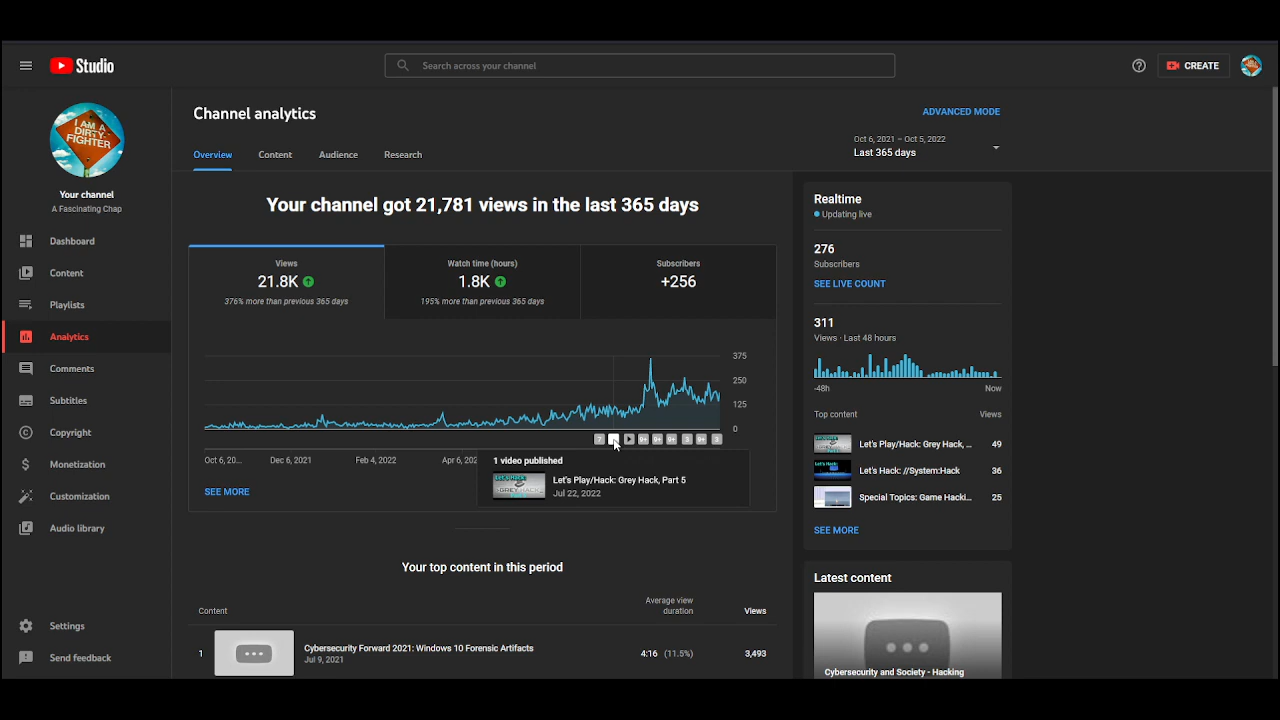 Studio
Search across your channel
CREATE
I AM A
DIRTY
FIGHTER
Your channel
A Fascinating Chap
Dashboard
Content
Playlists
Analytics
Comments
Subtitles
Copyright
Monetization
Customization
Audio library
Settings
Send feedback
Channel analytics
ADVANCED MODE
Oct 6, 2021 – Oct 5, 2022
Last 365 days
Overview
Content
Audience
Research
Your channel got 21,781 views in the last 365 days
Views
21.8K
376% more than previous 365 days
Watch time (hours)
1.8K
195% more than previous 365 days
Subscribers
+256
375
250
125
0
7
9+
9+
9+
3
9+
3
Oct 6, 20...
Dec 6, 2021
Feb 4, 2022
Apr 6, 202
1 video published
Let's Play/Hack: Grey Hack, Part 5
Jul 22, 2022
SEE MORE
Your top content in this period
Content
Average view
duration
Views
1
Cybersecurity Forward 2021: Windows 10 Forensic Artifacts
Jul 9, 2021
4:16 (11.5%)
3,493
Realtime
Updating live
276
Subscribers
SEE LIVE COUNT
311
Views · Last 48 hours
-48h
Now
Top content
Views
Let's Play/Hack: Grey Hack, ...
49
Let's Hack: //System:Hack
36
Special Topics: Game Hacki...
25
SEE MORE
Latest content
Cybersecurity and Society - Hacking